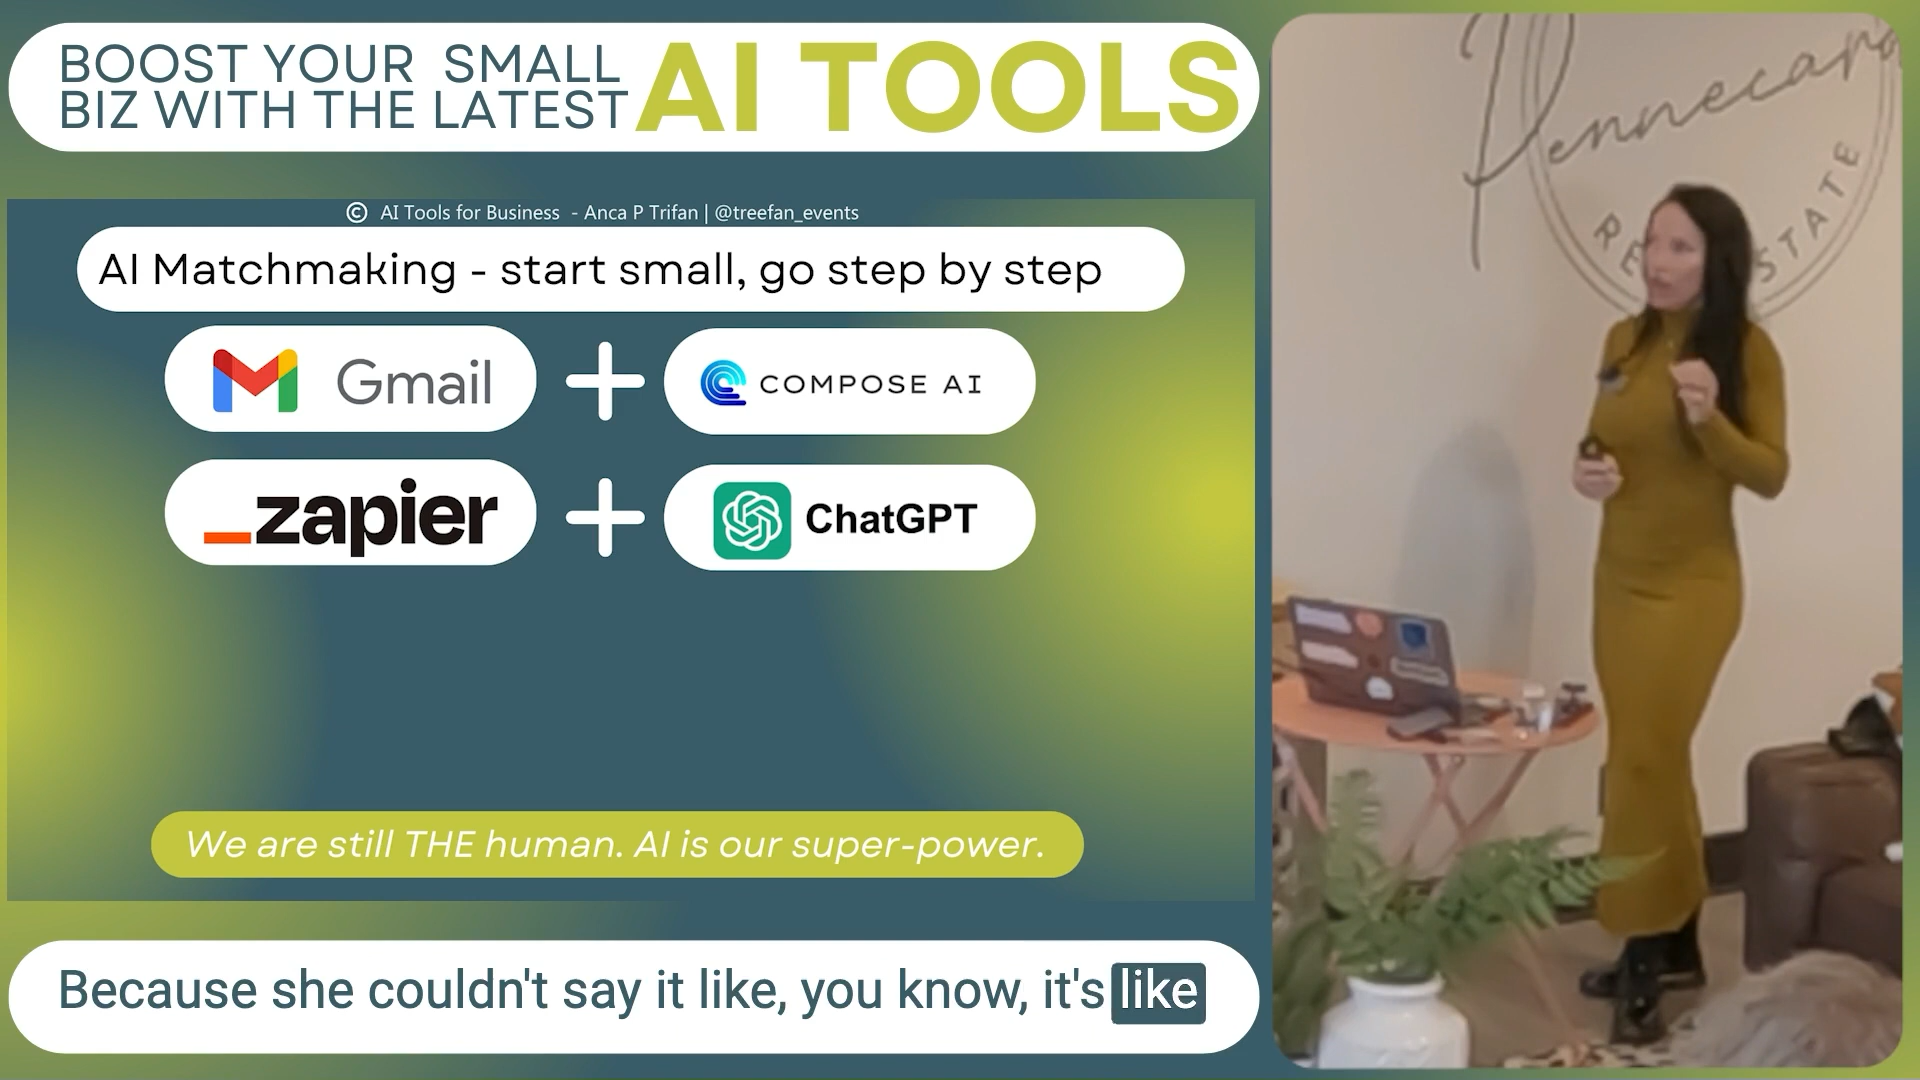 BOOST YOUR SMALL
BIZ WITH THE LATEST
AI TOOLS
© AI Tools for Business - Anca P Trifan | @treefan_events
AI Matchmaking - start small, go step by step
Gmail
COMPOSE AI
_zapier
ChatGPT
We are still THE human. AI is our super-power.
Because she couldn't say it like, you know, it's like
Pennecard